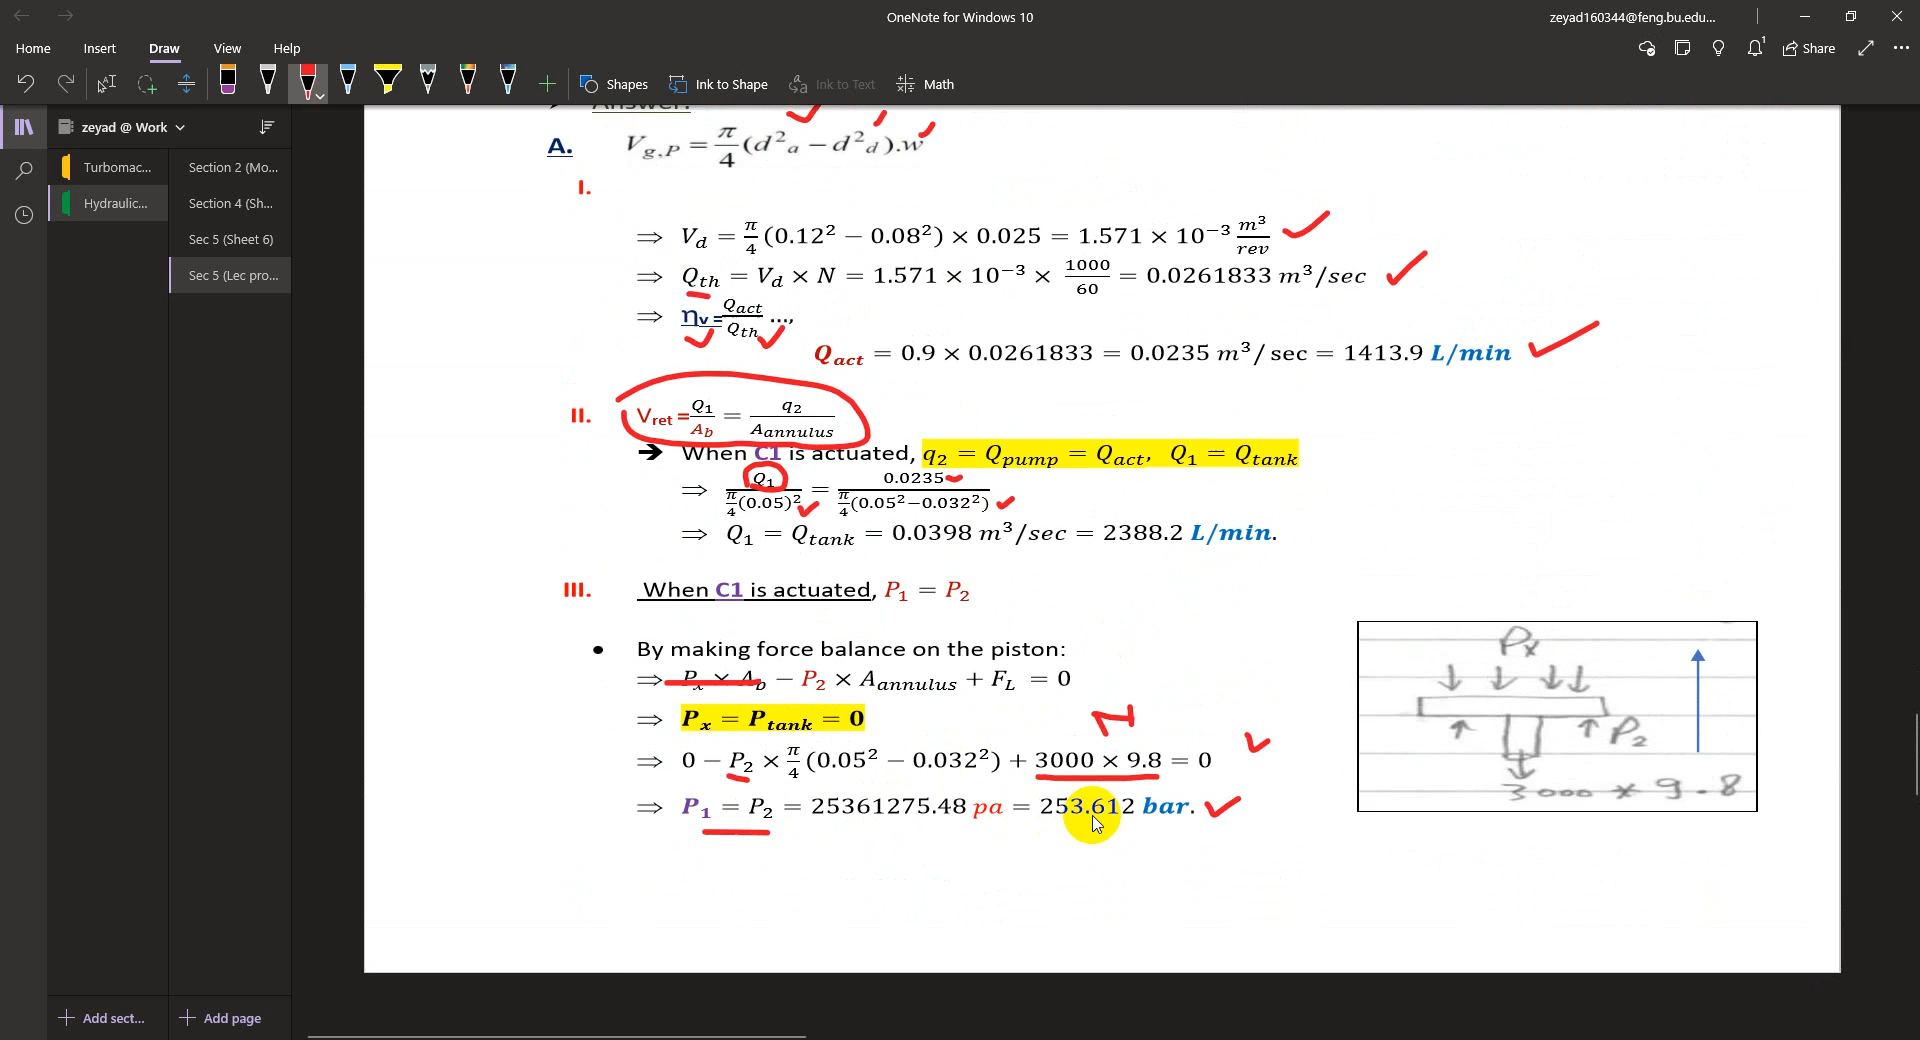 OneNote for Windows 10
zeyad160344@feng.bu.edu...
Home Insert Draw View Help
Share
Shapes Ink to Shape Ink to Text Math
zeyad @ Work
Turbomac...
Hydraulic...
Section 2 (Mo...
Section 4 (Sh...
Sec 5 (Sheet 6)
Sec 5 (Lec pro...
Add sect... Add page
Answer:
A. V_{g,P} = π/4 (d²_a − d²_d).w
I.
⇒ V_d = π/4 (0.12² − 0.08²) × 0.025 = 1.571 × 10⁻³ m³/rev
⇒ Q_th = V_d × N = 1.571 × 10⁻³ × 1000/60 = 0.0261833 m³/sec
⇒ η_v = Q_act/Q_th ...,
Q_act = 0.9 × 0.0261833 = 0.0235 m³/sec = 1413.9 L/min
II. V_ret = Q₁/A_b = q₂/A_annulus
➔ When C1 is actuated, q₂ = Q_pump = Q_act, Q₁ = Q_tank
⇒ Q₁/(π/4 (0.05)²) = 0.0235/(π/4 (0.05²−0.032²))
⇒ Q₁ = Q_tank = 0.0398 m³/sec = 2388.2 L/min.
III. When C1 is actuated, P₁ = P₂
• By making force balance on the piston:
⇒ P_x × A_b − P₂ × A_annulus + F_L = 0
⇒ P_x = P_tank = 0
N
⇒ 0 − P₂ × π/4 (0.05² − 0.032²) + 3000 × 9.8 = 0
⇒ P₁ = P₂ = 25361275.48 pa = 253.612 bar.
Px
P2
3000 * 9.8